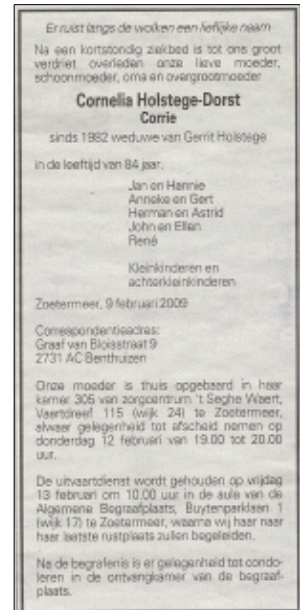 Er ruist langs de wolken een lieflijke naam
Na een kortstondig ziekbed is tot ons groot
verdriet overleden onze lieve moeder,
schoonmoeder, oma en overgrootmoeder
Cornelia Holstege-Dorst
Corrie
sinds 1982 weduwe van Gerrit Holstege
in de leeftijd van 84 jaar.
Jan en Hannie
Anneke en Gert
Herman en Astrid
John en Ellen
René
Kleinkinderen en
achterkleinkinderen
Zoetermeer, 9 februari 2009
Correspondentieadres:
Graaf van Bloisstraat 9
2731 AC Benthuizen
Onze moeder is thuis opgebaard in haar
kamer 305 van zorgcentrum 't Seghe Waert,
Vaartdreef 115 (wijk 24) te Zoetermeer,
alwaar gelegenheid tot afscheid nemen op
donderdag 12 februari van 19.00 tot 20.00
uur.
De uitvaartdienst wordt gehouden op vrijdag
13 februari om 10.00 uur in de aula van de
Algemene Begraafplaats, Buytenparklaan 1
(wijk 17) te Zoetermeer, waarna wij haar naar
haar laatste rustplaats zullen begeleiden.
Na de begrafenis is er gelegenheid tot condo-
leren in de ontvangkamer van de begraaf-
plaats.